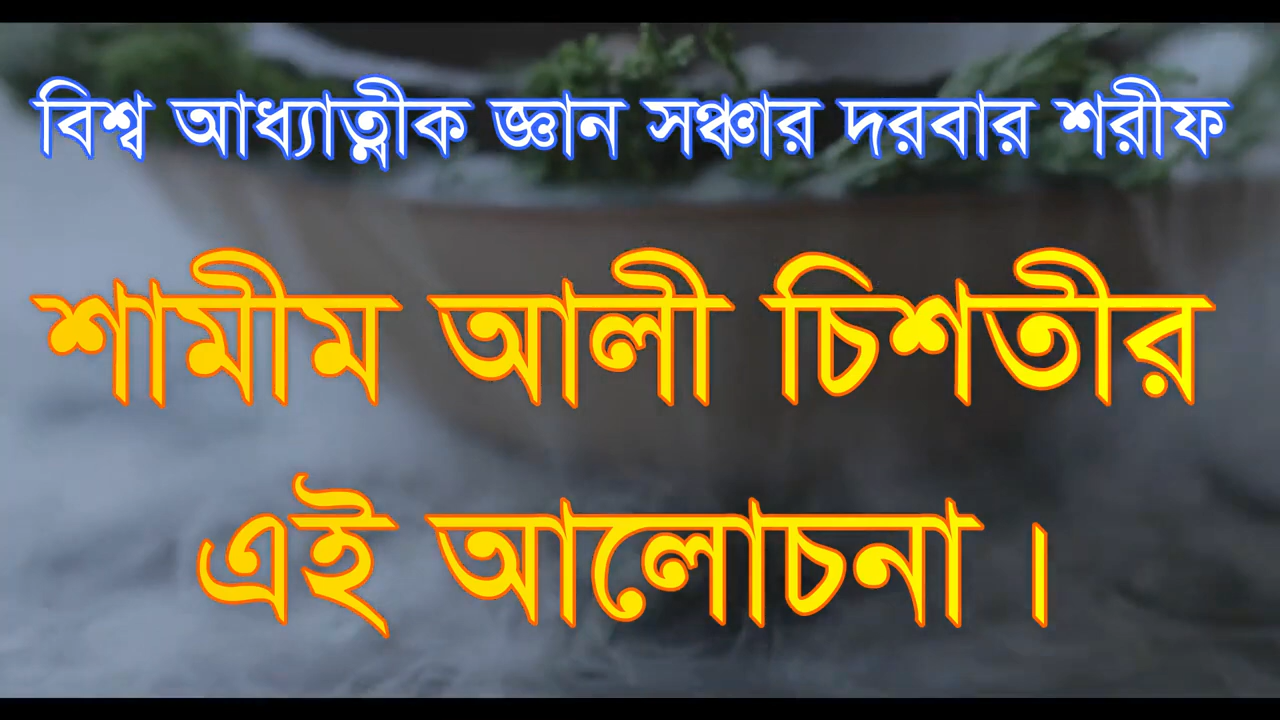 বিশ্ব আধ্যাত্নীক জ্ঞান সঞ্চার দরবার শরীফ
শামীম আলী চিশতীর
এই আলোচনা।